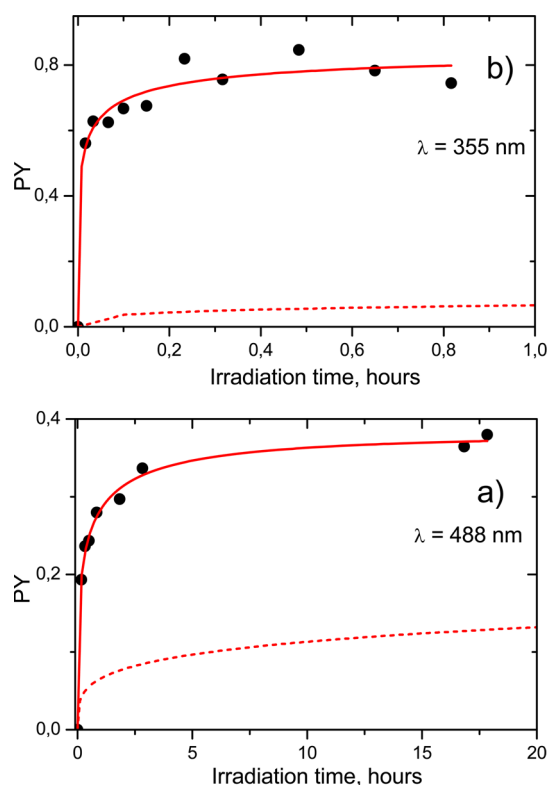 0,8
b)
λ = 355 nm
PY
0,4
0,0
0,0 0,2 0,4 0,6 0,8 1,0
Irradiation time, hours
0,4
a)
λ = 488 nm
PY
0,2
0,0
0 5 10 15 20
Irradiation time, hours